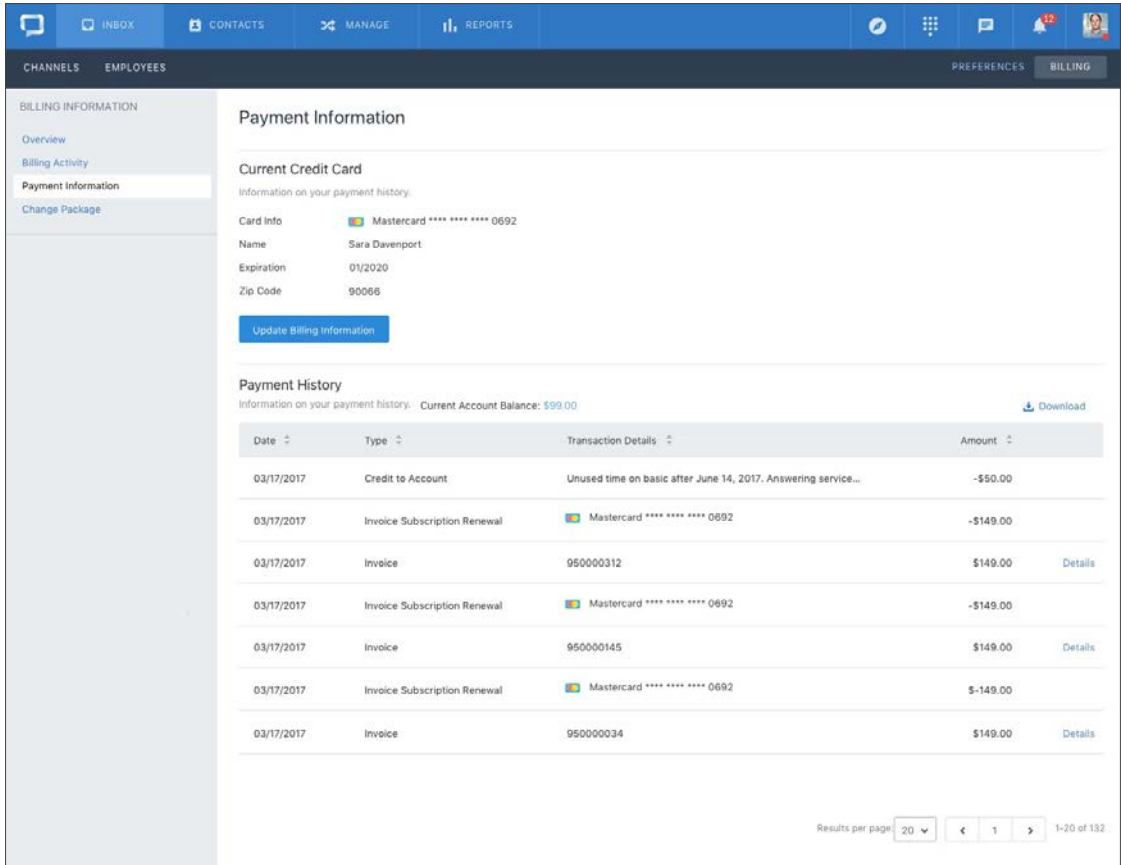 INBOX CONTACTS MANAGE REPORTS 12
CHANNELS EMPLOYEES PREFERENCES BILLING
BILLING INFORMATION
Overview
Billing Activity
Payment Information
Change Package
Payment Information
Current Credit Card
Information on your payment history.
Card Info Mastercard **** **** **** 0692
Name Sara Davenport
Expiration 01/2020
Zip Code 90066
Update Billing Information
Payment History
Information on your payment history. Current Account Balance: $99.00 Download
Date Type Transaction Details Amount
03/17/2017 Credit to Account Unused time on basic after June 14, 2017. Answering service... -$50.00
03/17/2017 Invoice Subscription Renewal Mastercard **** **** **** 0692 -$149.00
03/17/2017 Invoice 950000312 $149.00 Details
03/17/2017 Invoice Subscription Renewal Mastercard **** **** **** 0692 -$149.00
03/17/2017 Invoice 950000145 $149.00 Details
03/17/2017 Invoice Subscription Renewal Mastercard **** **** **** 0692 $-149.00
03/17/2017 Invoice 950000034 $149.00 Details
Results per page: 20 1 1-20 of 132